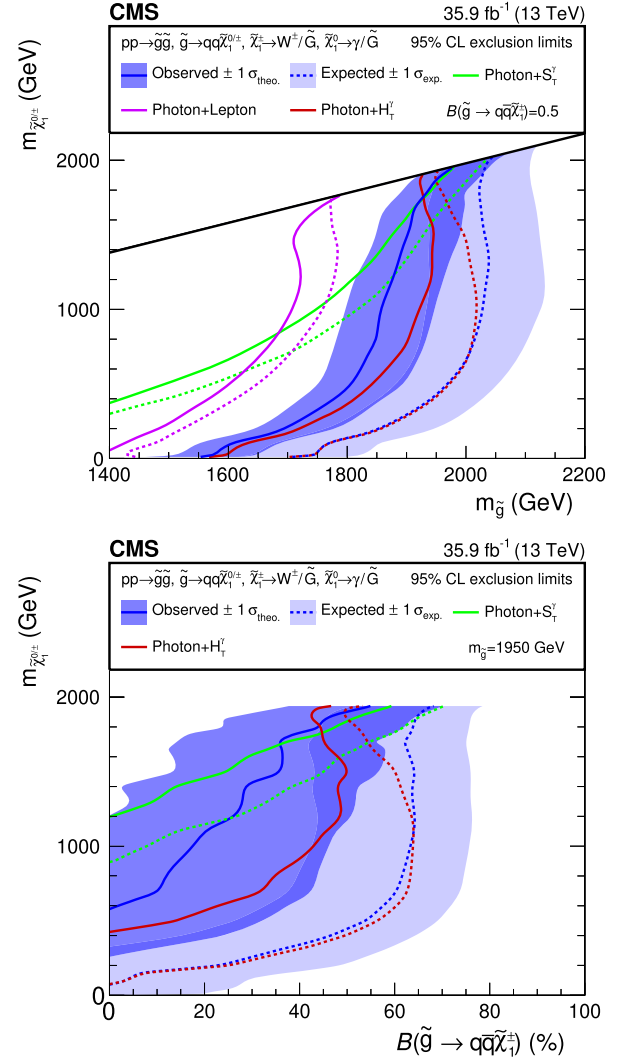 CMS 35.9 fb⁻¹ (13 TeV)
pp→g̃g̃, g̃→qqχ̃₁⁰ᐟ±, χ̃₁±→W±/G̃, χ̃₁⁰→γ/G̃ 95% CL exclusion limits
Observed ± 1 σtheo. Expected ± 1 σexp. Photon+S_T^γ
Photon+Lepton Photon+H_T^γ B(g̃ → qq̅χ̃₁±)=0.5
m_χ̃₁⁰ᐟ± (GeV)
2000
1000
0
1400 1600 1800 2000 2200
m_g̃ (GeV)
CMS 35.9 fb⁻¹ (13 TeV)
pp→g̃g̃, g̃→qqχ̃₁⁰ᐟ±, χ̃₁±→W±/G̃, χ̃₁⁰→γ/G̃ 95% CL exclusion limits
Observed ± 1 σtheo. Expected ± 1 σexp. Photon+S_T^γ
Photon+H_T^γ m_g̃=1950 GeV
m_χ̃₁⁰ᐟ± (GeV)
2000
1000
0
0 20 40 60 80 100
B(g̃ → qq̅χ̃₁±) (%)